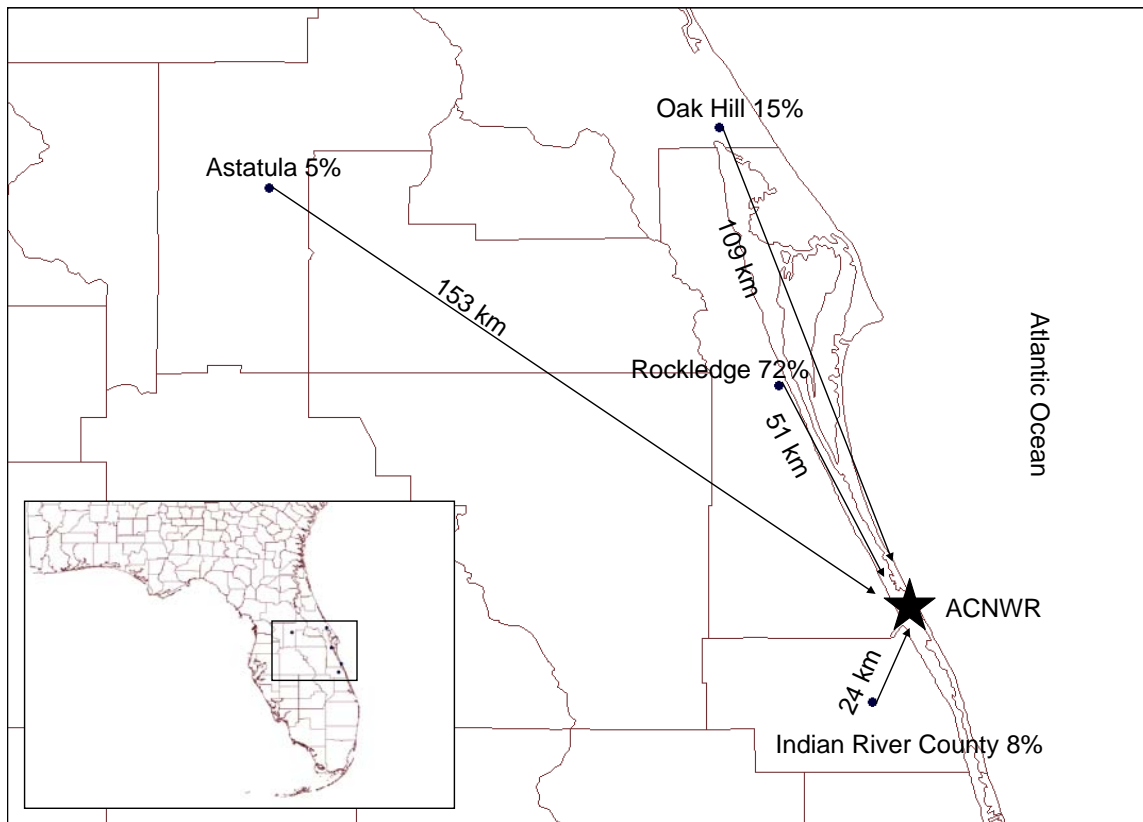 Oak Hill 15%
Astatula 5%
109 km
153 km
Atlantic Ocean
Rockledge 72%
51 km
ACNWR
24 km
Indian River County 8%